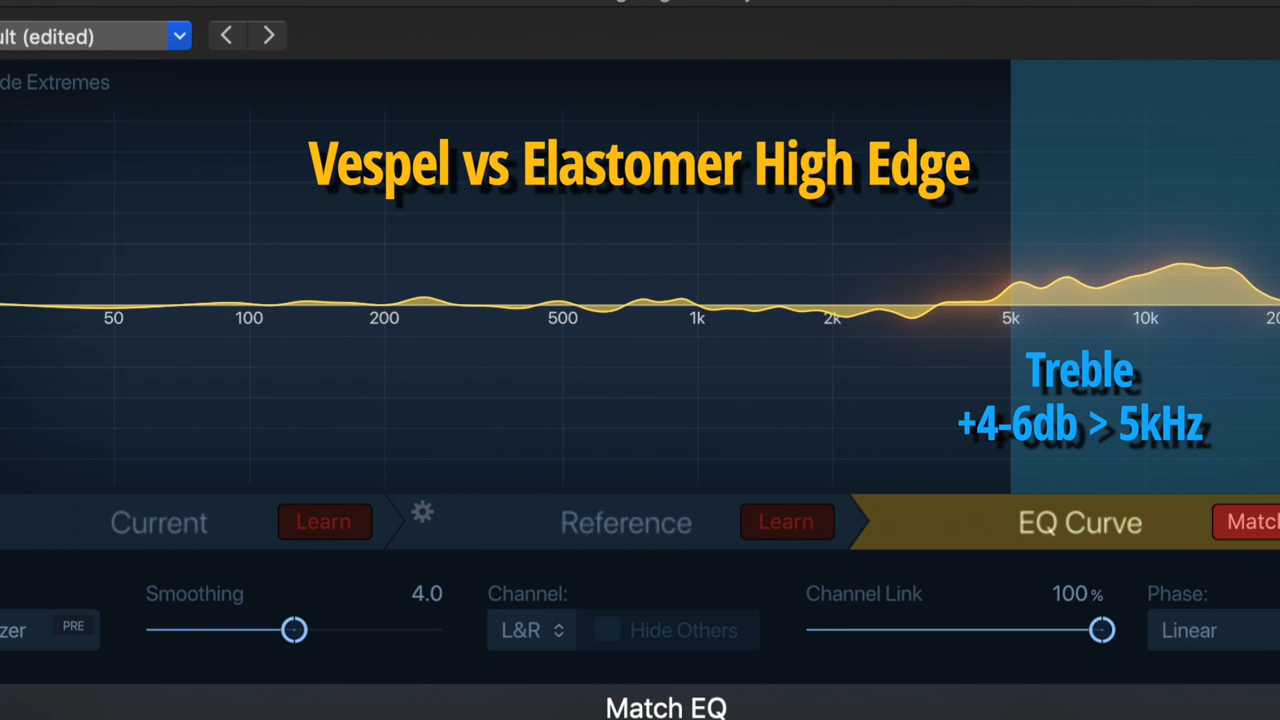 ult (edited)
de Extremes
Vespel vs Elastomer High Edge
50 100 200 500 1k 2k 5k 10k 20
Treble
+4-6db > 5kHz
Current Learn Reference Learn EQ Curve Match
Smoothing 4.0 Channel: Channel Link 100% Phase:
zer PRE L&R Hide Others Linear
Match EQ